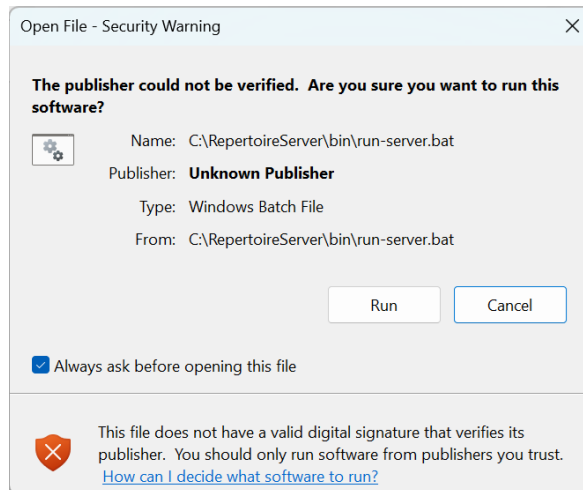 Open File - Security Warning
The publisher could not be verified.  Are you sure you want to run this
software?
Name: C:\RepertoireServer\bin\run-server.bat
Publisher: Unknown Publisher
Type: Windows Batch File
From: C:\RepertoireServer\bin\run-server.bat
Run Cancel
Always ask before opening this file
This file does not have a valid digital signature that verifies its
publisher.  You should only run software from publishers you trust.
How can I decide what software to run?